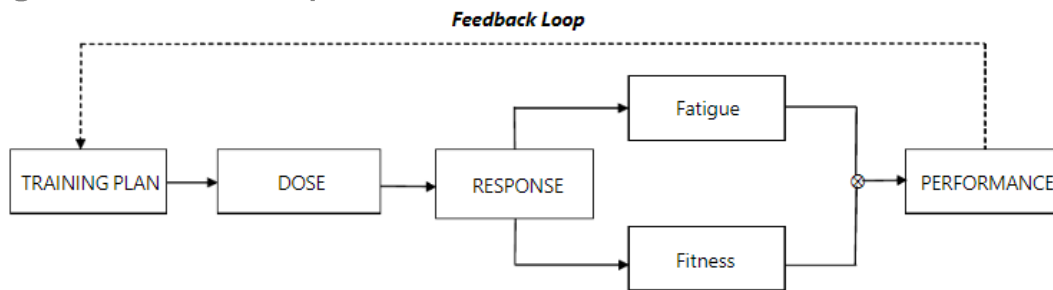 Feedback Loop
Fatigue
TRAINING PLAN
DOSE
RESPONSE
PERFORMANCE
Fitness